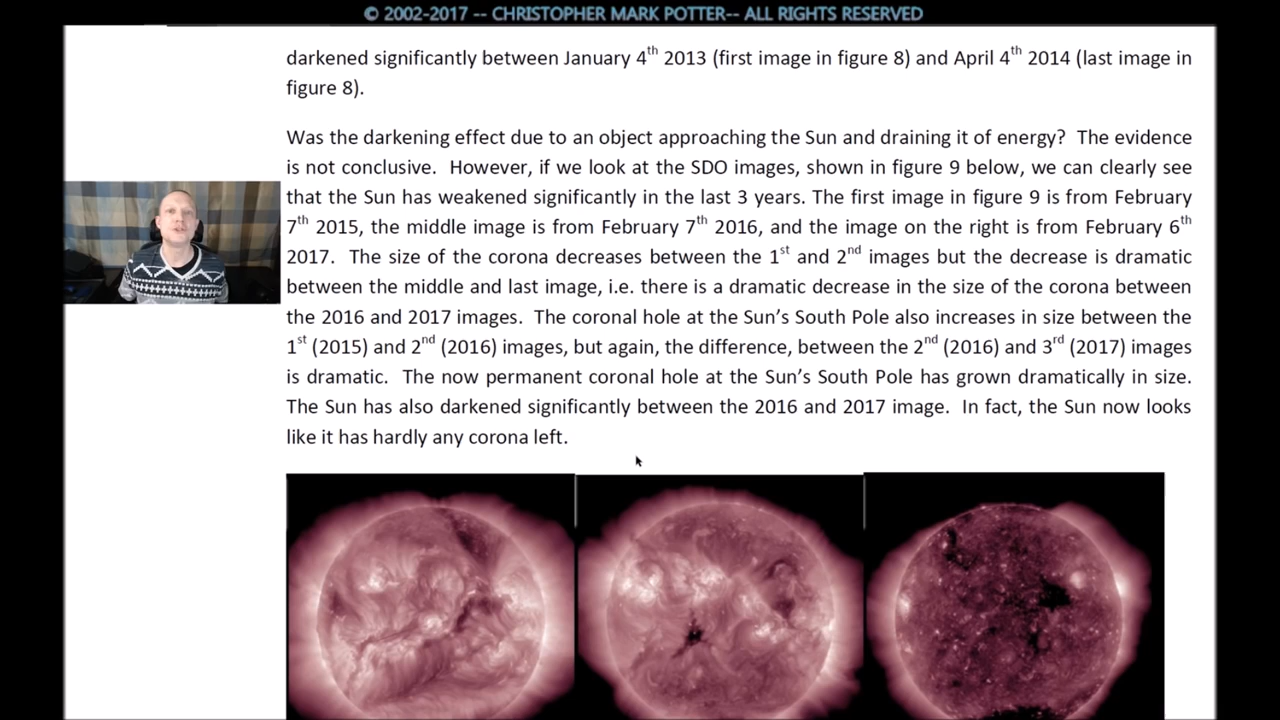 © 2002-2017 -- CHRISTOPHER MARK POTTER-- ALL RIGHTS RESERVED
darkened significantly between January 4th 2013 (first image in figure 8) and April 4th 2014 (last image in
figure 8).
Was the darkening effect due to an object approaching the Sun and draining it of energy?  The evidence
is not conclusive.  However, if we look at the SDO images, shown in figure 9 below, we can clearly see
that the Sun has weakened significantly in the last 3 years. The first image in figure 9 is from February
7th 2015, the middle image is from February 7th 2016, and the image on the right is from February 6th
2017.  The size of the corona decreases between the 1st and 2nd images but the decrease is dramatic
between the middle and last image, i.e. there is a dramatic decrease in the size of the corona between
the 2016 and 2017 images.  The coronal hole at the Sun’s South Pole also increases in size between the
1st (2015) and 2nd (2016) images, but again, the difference, between the 2nd (2016) and 3rd (2017) images
is dramatic.  The now permanent coronal hole at the Sun’s South Pole has grown dramatically in size.
The Sun has also darkened significantly between the 2016 and 2017 image.  In fact, the Sun now looks
like it has hardly any corona left.